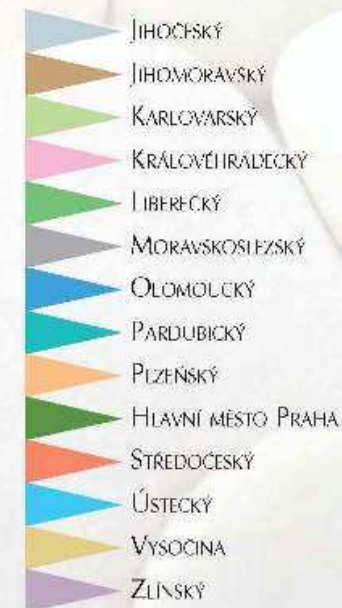 Jihočeský
Jihomoravský
Karlovarský
Královéhradecký
Liberecký
Moravskoslezský
Olomoucký
Pardubický
Plzeňský
Hlavní město Praha
Středočeský
Ústecký
Vysočina
Zlínský